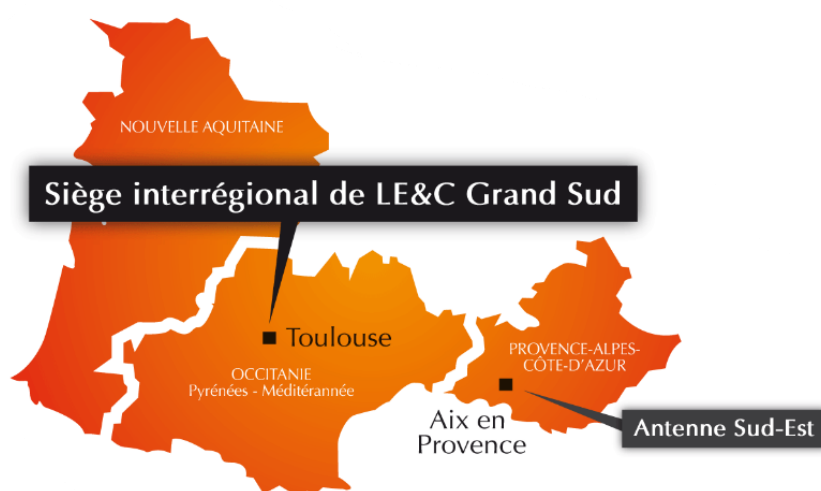 NOUVELLE AQUITAINE
Siège interrégional de LE&C Grand Sud
Toulouse
OCCITANIE
Pyrénées - Méditérannée
PROVENCE-ALPES-
CÔTE-D'AZUR
Aix en
Provence
Antenne Sud-Est